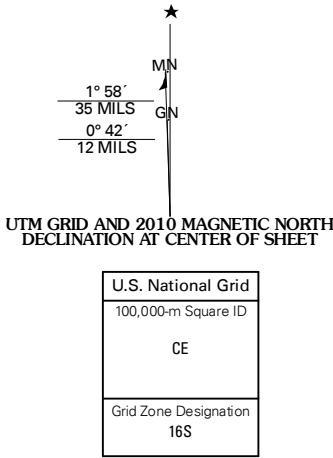 ★
MN
1° 58´
35 MILS
GN
0° 42´
12 MILS
UTM GRID AND 2010 MAGNETIC NORTH
DECLINATION AT CENTER OF SHEET
U.S. National Grid
100,000-m Square ID
CE
Grid Zone Designation
16S